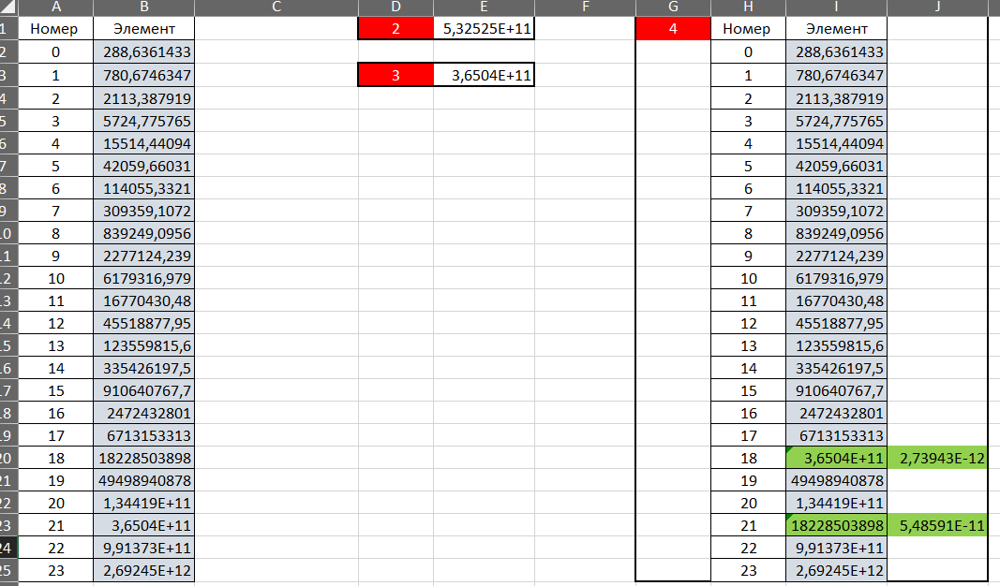 A B C D E F G H I J
1 Номер Элемент 2 5,32525E+11 4 Номер Элемент
2 0 288,6361433 0 288,6361433
3 1 780,6746347 3 3,6504E+11 1 780,6746347
4 2 2113,387919 2 2113,387919
5 3 5724,775765 3 5724,775765
6 4 15514,44094 4 15514,44094
7 5 42059,66031 5 42059,66031
8 6 114055,3321 6 114055,3321
9 7 309359,1072 7 309359,1072
10 8 839249,0956 8 839249,0956
11 9 2277124,239 9 2277124,239
12 10 6179316,979 10 6179316,979
13 11 16770430,48 11 16770430,48
14 12 45518877,95 12 45518877,95
15 13 123559815,6 13 123559815,6
16 14 335426197,5 14 335426197,5
17 15 910640767,7 15 910640767,7
18 16 2472432801 16 2472432801
19 17 6713153313 17 6713153313
20 18 18228503898 18 3,6504E+11 2,73943E-12
21 19 49498940878 19 49498940878
22 20 1,34419E+11 20 1,34419E+11
23 21 3,6504E+11 21 18228503898 5,48591E-11
24 22 9,91373E+11 22 9,91373E+11
25 23 2,69245E+12 23 2,69245E+12